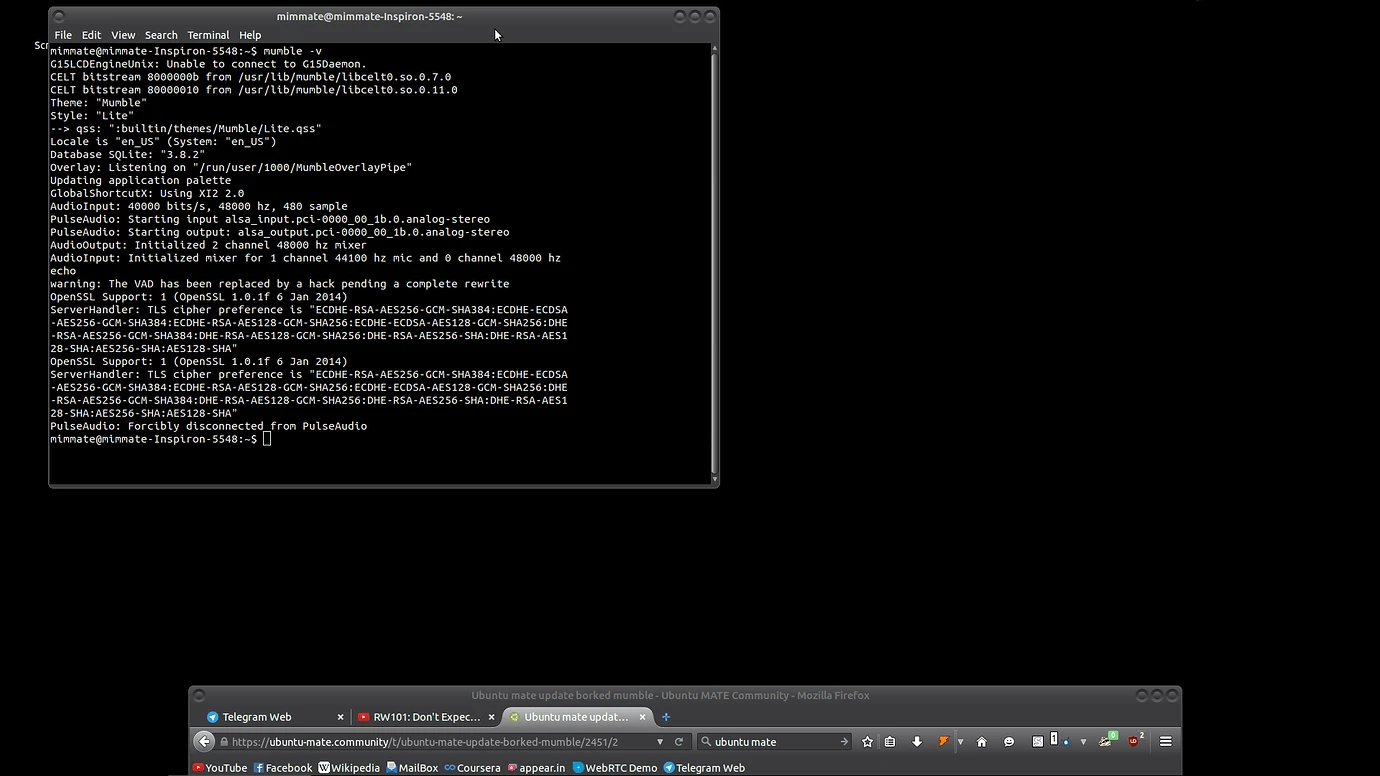 mimmate@mimmate-Inspiron-5548: ~
File Edit View Search Terminal Help
Scr
mimmate@mimmate-Inspiron-5548:~$ mumble -v
G15LCDEngineUnix: Unable to connect to G15Daemon.
CELT bitstream 8000000b from /usr/lib/mumble/libcelt0.so.0.7.0
CELT bitstream 80000010 from /usr/lib/mumble/libcelt0.so.0.11.0
Theme: "Mumble"
Style: "Lite"
--> qss: ":builtin/themes/Mumble/Lite.qss"
Locale is "en_US" (System: "en_US")
Database SQLite: "3.8.2"
Overlay: Listening on "/run/user/1000/MumbleOverlayPipe"
Updating application palette
GlobalShortcutX: Using XI2 2.0
AudioInput: 40000 bits/s, 48000 hz, 480 sample
PulseAudio: Starting input alsa_input.pci-0000_00_1b.0.analog-stereo
PulseAudio: Starting output: alsa_output.pci-0000_00_1b.0.analog-stereo
AudioOutput: Initialized 2 channel 48000 hz mixer
AudioInput: Initialized mixer for 1 channel 44100 hz mic and 0 channel 48000 hz
echo
warning: The VAD has been replaced by a hack pending a complete rewrite
OpenSSL Support: 1 (OpenSSL 1.0.1f 6 Jan 2014)
ServerHandler: TLS cipher preference is "ECDHE-RSA-AES256-GCM-SHA384:ECDHE-ECDSA
-AES256-GCM-SHA384:ECDHE-RSA-AES128-GCM-SHA256:ECDHE-ECDSA-AES128-GCM-SHA256:DHE
-RSA-AES256-GCM-SHA384:DHE-RSA-AES128-GCM-SHA256:DHE-RSA-AES256-SHA:DHE-RSA-AES1
28-SHA:AES256-SHA:AES128-SHA"
OpenSSL Support: 1 (OpenSSL 1.0.1f 6 Jan 2014)
ServerHandler: TLS cipher preference is "ECDHE-RSA-AES256-GCM-SHA384:ECDHE-ECDSA
-AES256-GCM-SHA384:ECDHE-RSA-AES128-GCM-SHA256:ECDHE-ECDSA-AES128-GCM-SHA256:DHE
-RSA-AES256-GCM-SHA384:DHE-RSA-AES128-GCM-SHA256:DHE-RSA-AES256-SHA:DHE-RSA-AES1
28-SHA:AES256-SHA:AES128-SHA"
PulseAudio: Forcibly disconnected from PulseAudio
mimmate@mimmate-Inspiron-5548:~$
Ubuntu mate update borked mumble - Ubuntu MATE Community - Mozilla Firefox
Telegram Web RW101: Don't Expec... Ubuntu mate updat...
https://ubuntu-mate.community/t/ubuntu-mate-update-borked-mumble/2451/2 ubuntu mate 1 0 2
YouTube Facebook Wikipedia MailBox Coursera appear.in WebRTC Demo Telegram Web